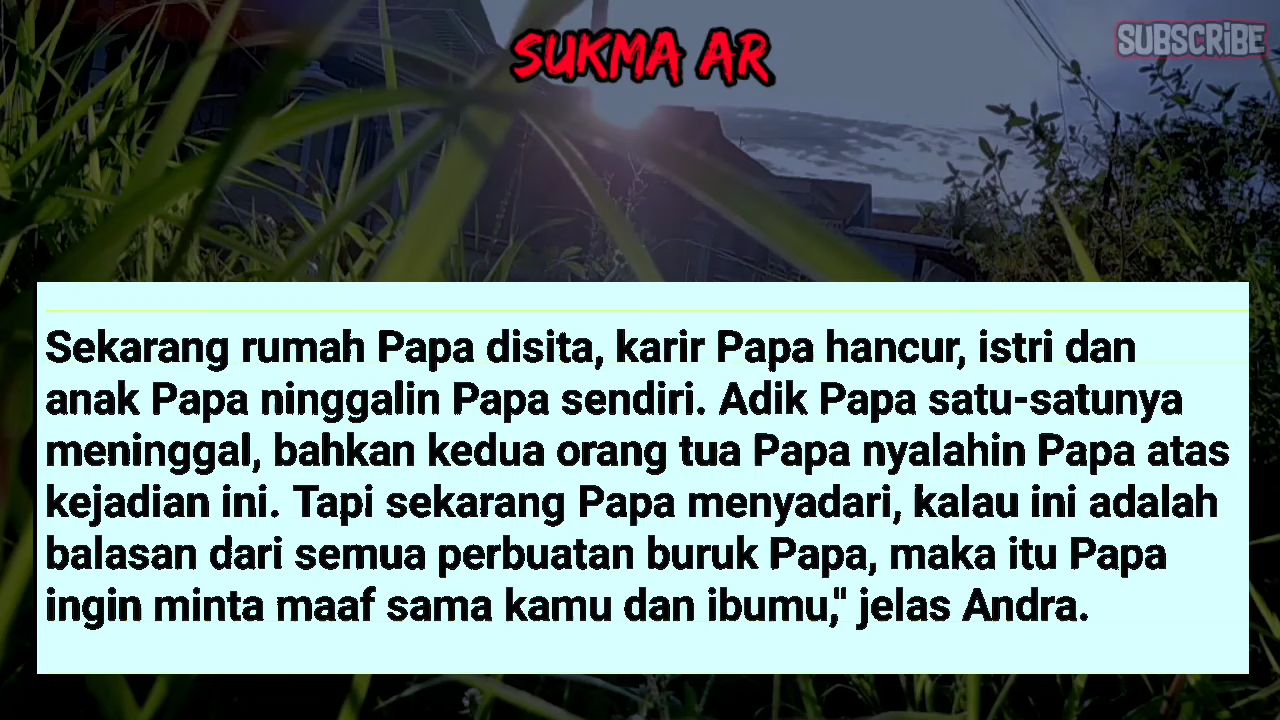 SUKMA AR
SUBSCRiBE
Sekarang rumah Papa disita, karir Papa hancur, istri dan
anak Papa ninggalin Papa sendiri. Adik Papa satu-satunya
meninggal, bahkan kedua orang tua Papa nyalahin Papa atas
kejadian ini. Tapi sekarang Papa menyadari, kalau ini adalah
balasan dari semua perbuatan buruk Papa, maka itu Papa
ingin minta maaf sama kamu dan ibumu," jelas Andra.